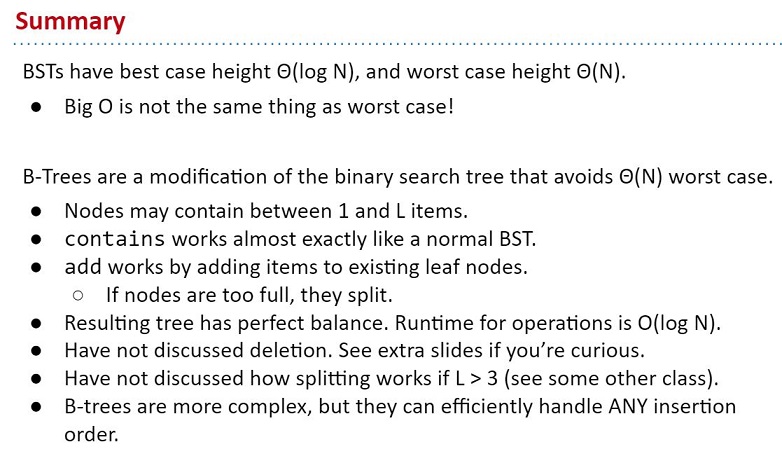 Summary
BSTs have best case height Θ(log N), and worst case height Θ(N).
● Big O is not the same thing as worst case!
B-Trees are a modification of the binary search tree that avoids Θ(N) worst case.
● Nodes may contain between 1 and L items.
● contains works almost exactly like a normal BST.
● add works by adding items to existing leaf nodes.
○ If nodes are too full, they split.
● Resulting tree has perfect balance. Runtime for operations is O(log N).
● Have not discussed deletion. See extra slides if you’re curious.
● Have not discussed how splitting works if L > 3 (see some other class).
● B-trees are more complex, but they can efficiently handle ANY insertion
order.